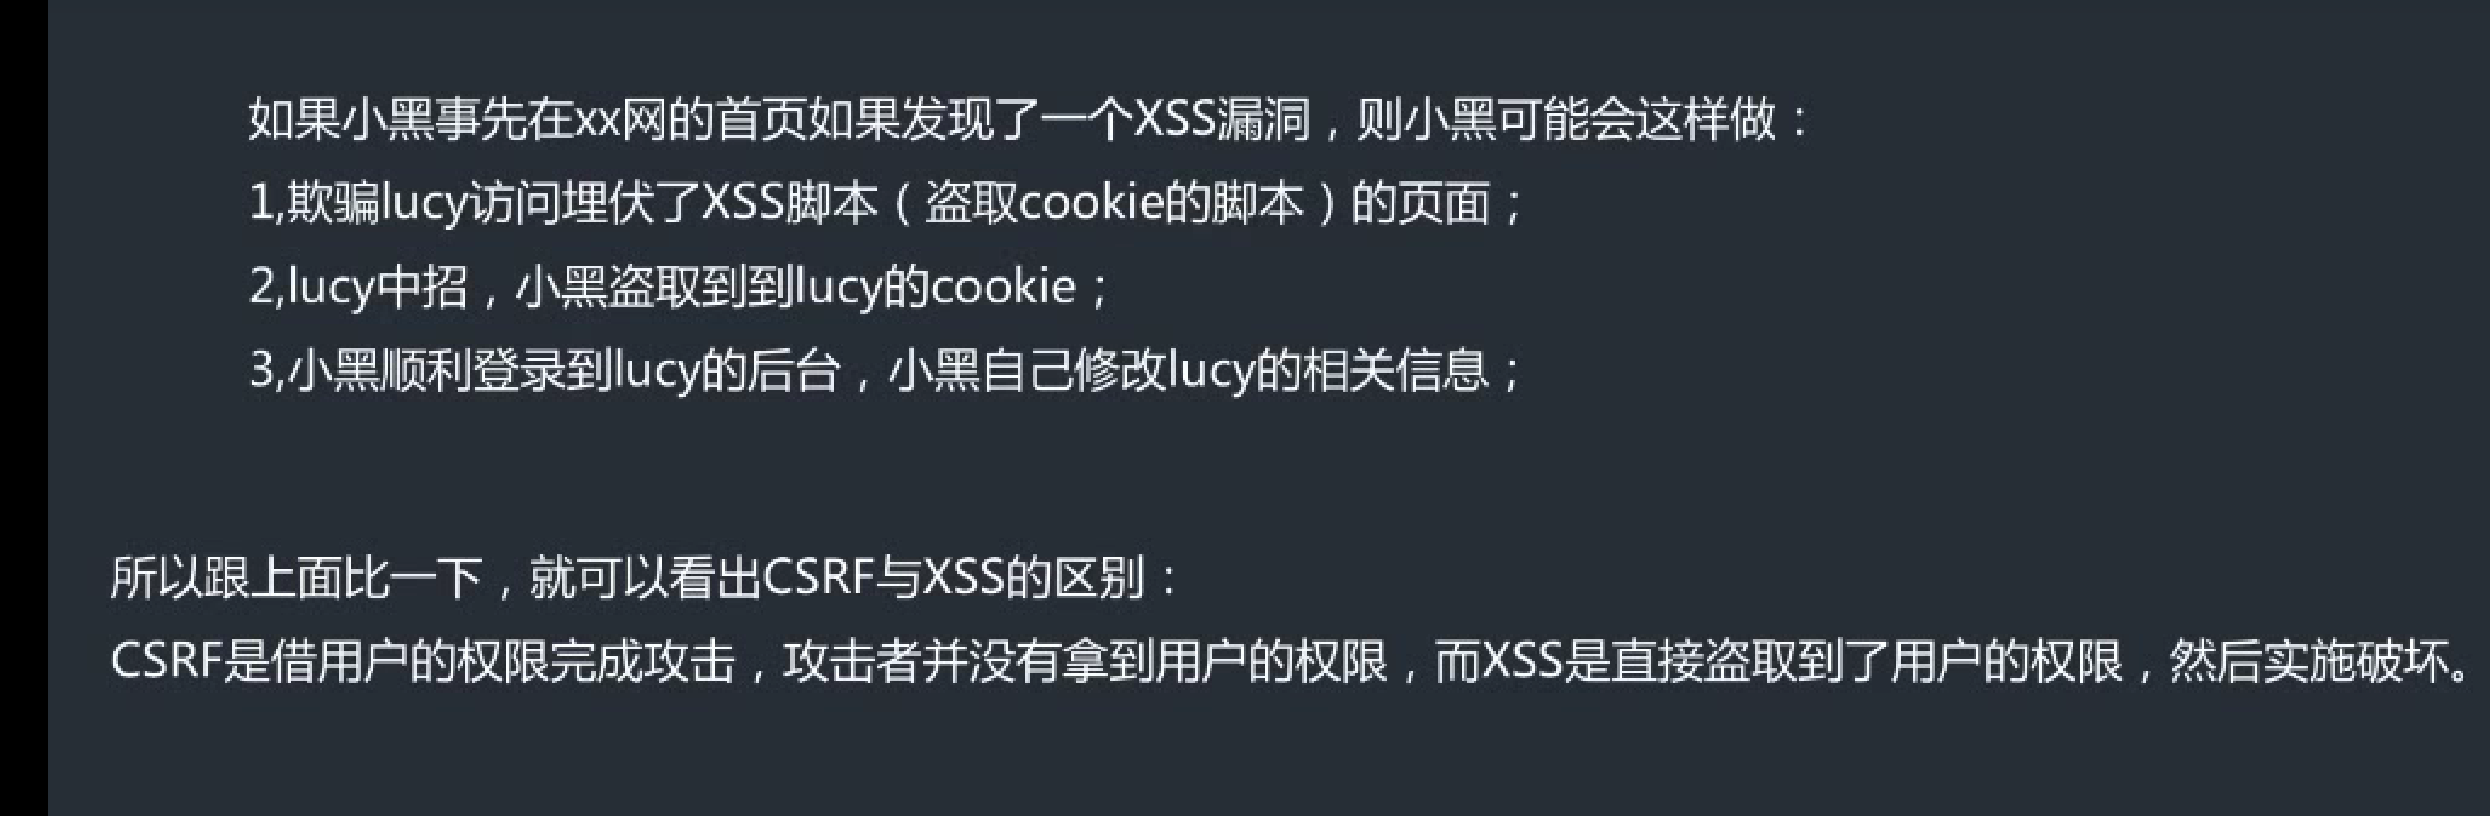 如果小黑事先在xx网的首页如果发现了一个XSS漏洞，则小黑可能会这样做：
1,欺骗lucy访问埋伏了XSS脚本（盗取cookie的脚本）的页面；
2,lucy中招，小黑盗取到到lucy的cookie；
3,小黑顺利登录到lucy的后台，小黑自己修改lucy的相关信息；
所以跟上面比一下，就可以看出CSRF与XSS的区别：
CSRF是借用户的权限完成攻击，攻击者并没有拿到用户的权限，而XSS是直接盗取到了用户的权限，然后实施破坏。